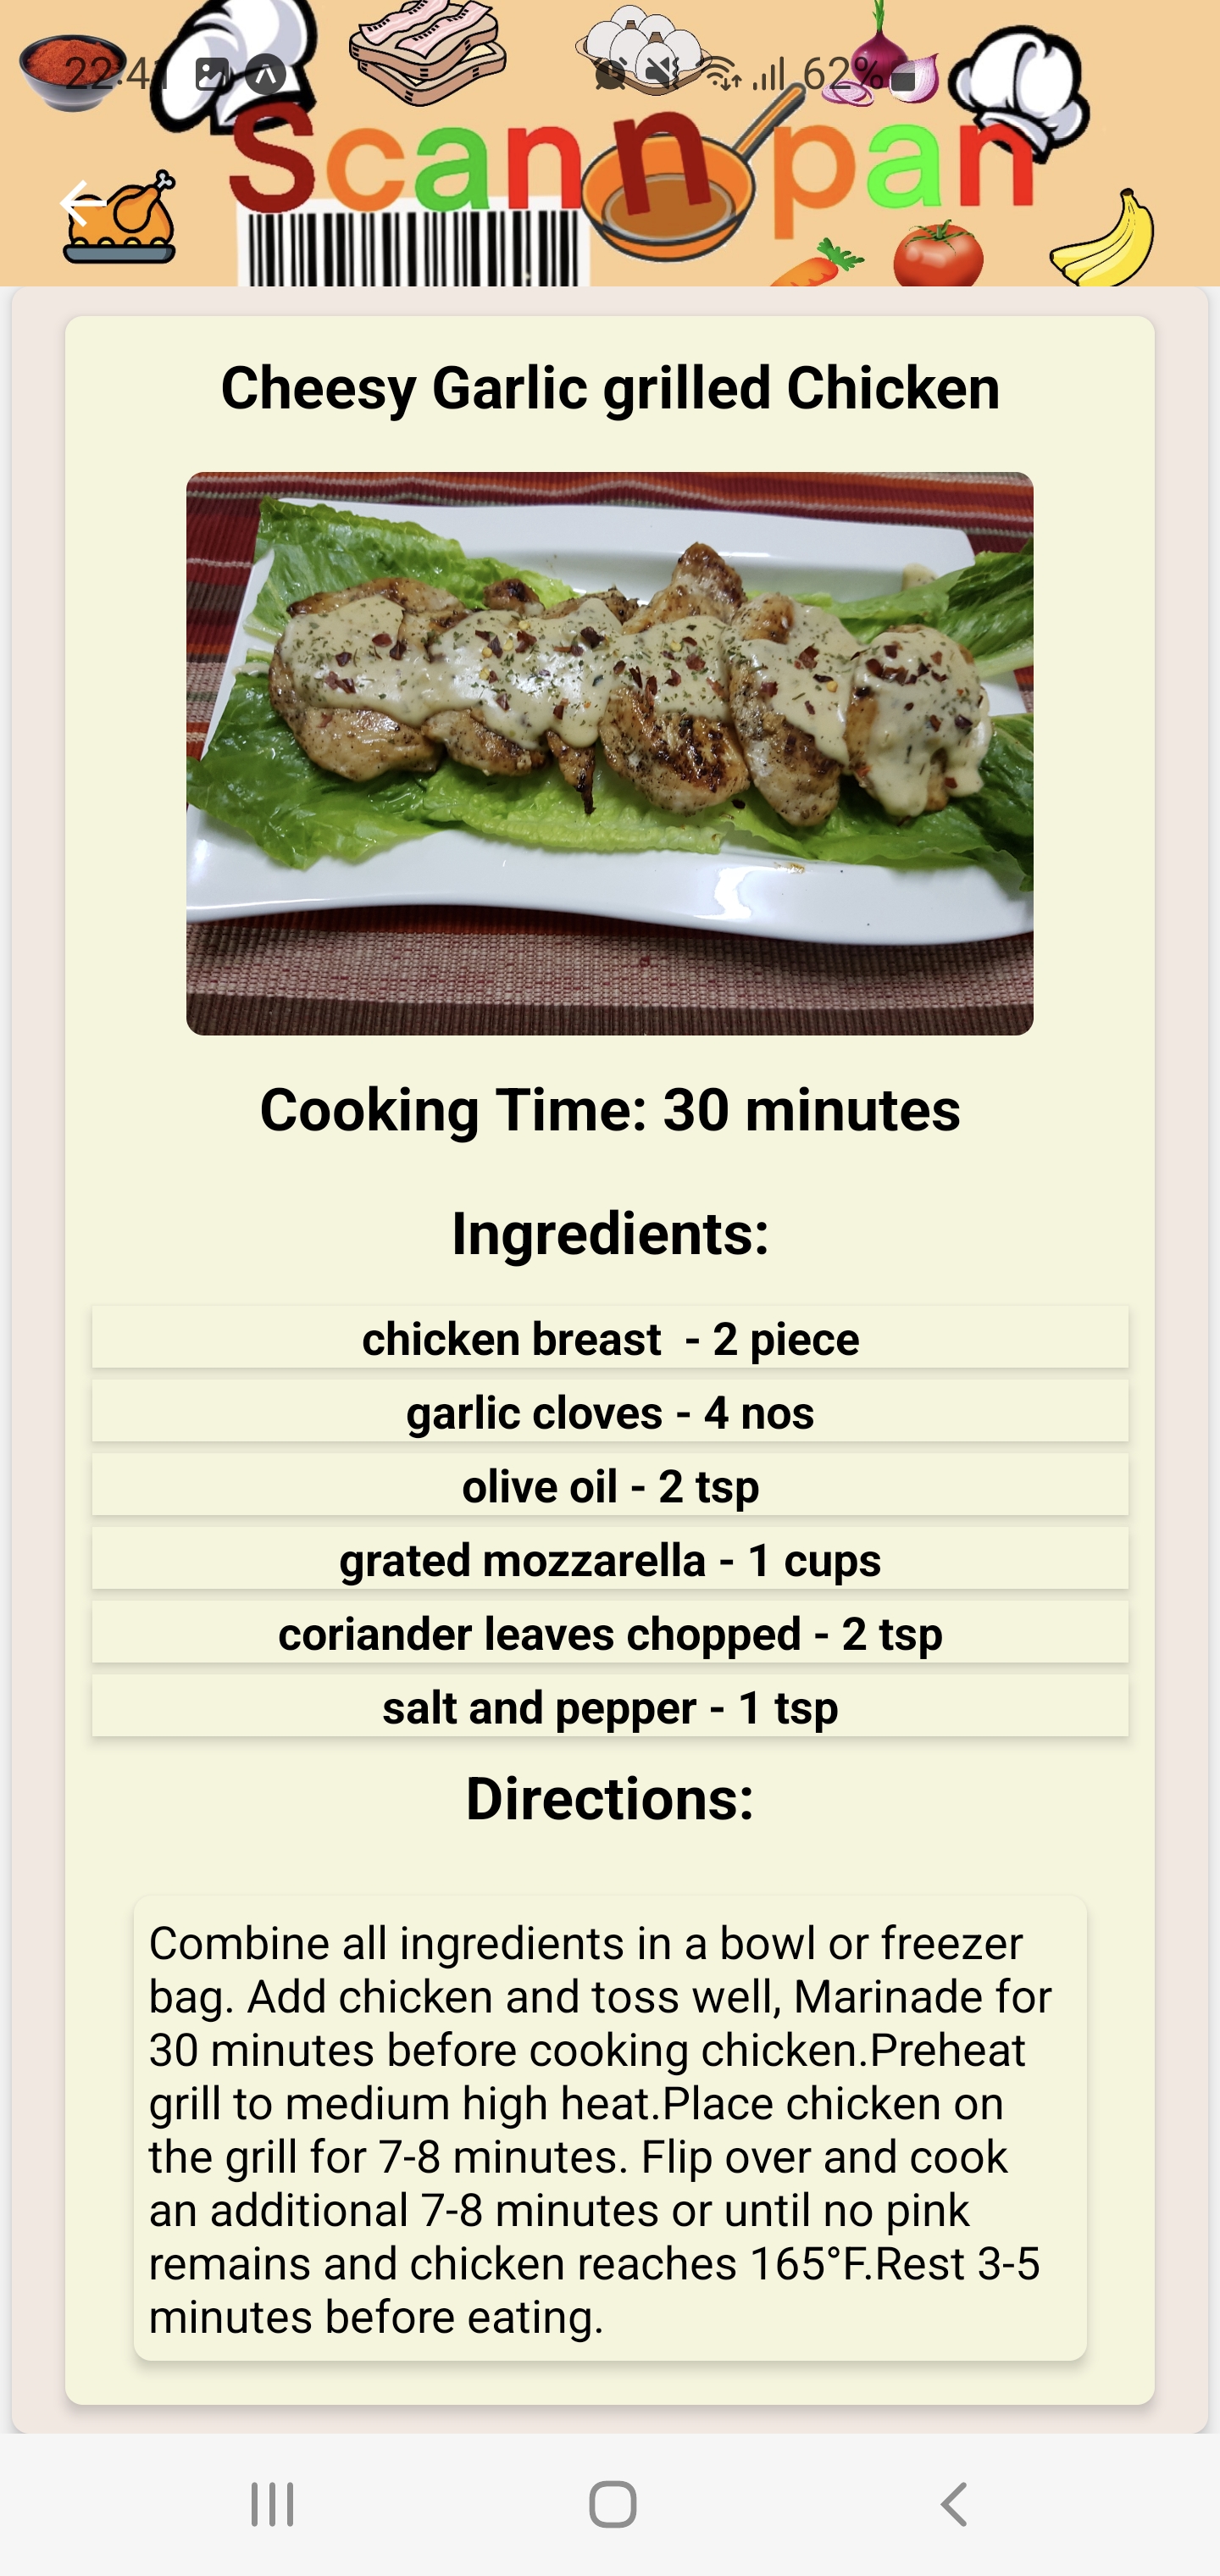 22:41 62%
Scan n pan
Cheesy Garlic grilled Chicken
Cooking Time: 30 minutes
Ingredients:
chicken breast  - 2 piece
garlic cloves - 4 nos
olive oil - 2 tsp
grated mozzarella - 1 cups
coriander leaves chopped - 2 tsp
salt and pepper - 1 tsp
Directions:
Combine all ingredients in a bowl or freezer
bag. Add chicken and toss well, Marinade for
30 minutes before cooking chicken.Preheat
grill to medium high heat.Place chicken on
the grill for 7-8 minutes. Flip over and cook
an additional 7-8 minutes or until no pink
remains and chicken reaches 165°F.Rest 3-5
minutes before eating.